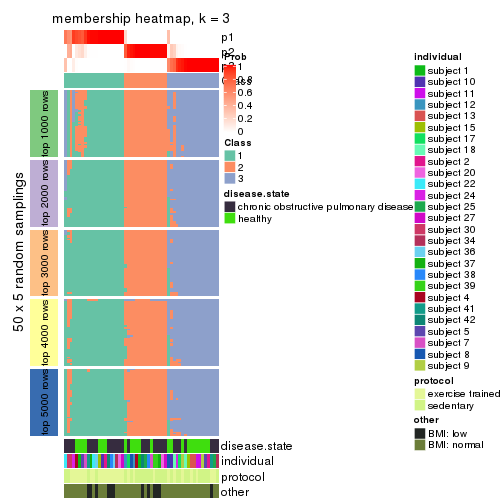 membership heatmap, k = 3
p1
p2
p3
Prob
1
0.8
0.6
0.4
0.2
0
Class
Class
1
2
3
disease.state
chronic obstructive pulmonary disease
healthy
50 x 5 random samplings
top 1000 rows
top 2000 rows
top 3000 rows
top 4000 rows
top 5000 rows
disease.state
individual
protocol
other
individual
subject 1
subject 10
subject 11
subject 12
subject 13
subject 15
subject 17
subject 18
subject 2
subject 20
subject 22
subject 24
subject 25
subject 27
subject 30
subject 34
subject 36
subject 37
subject 38
subject 39
subject 4
subject 41
subject 42
subject 5
subject 7
subject 8
subject 9
protocol
exercise trained
sedentary
other
BMI: low
BMI: normal